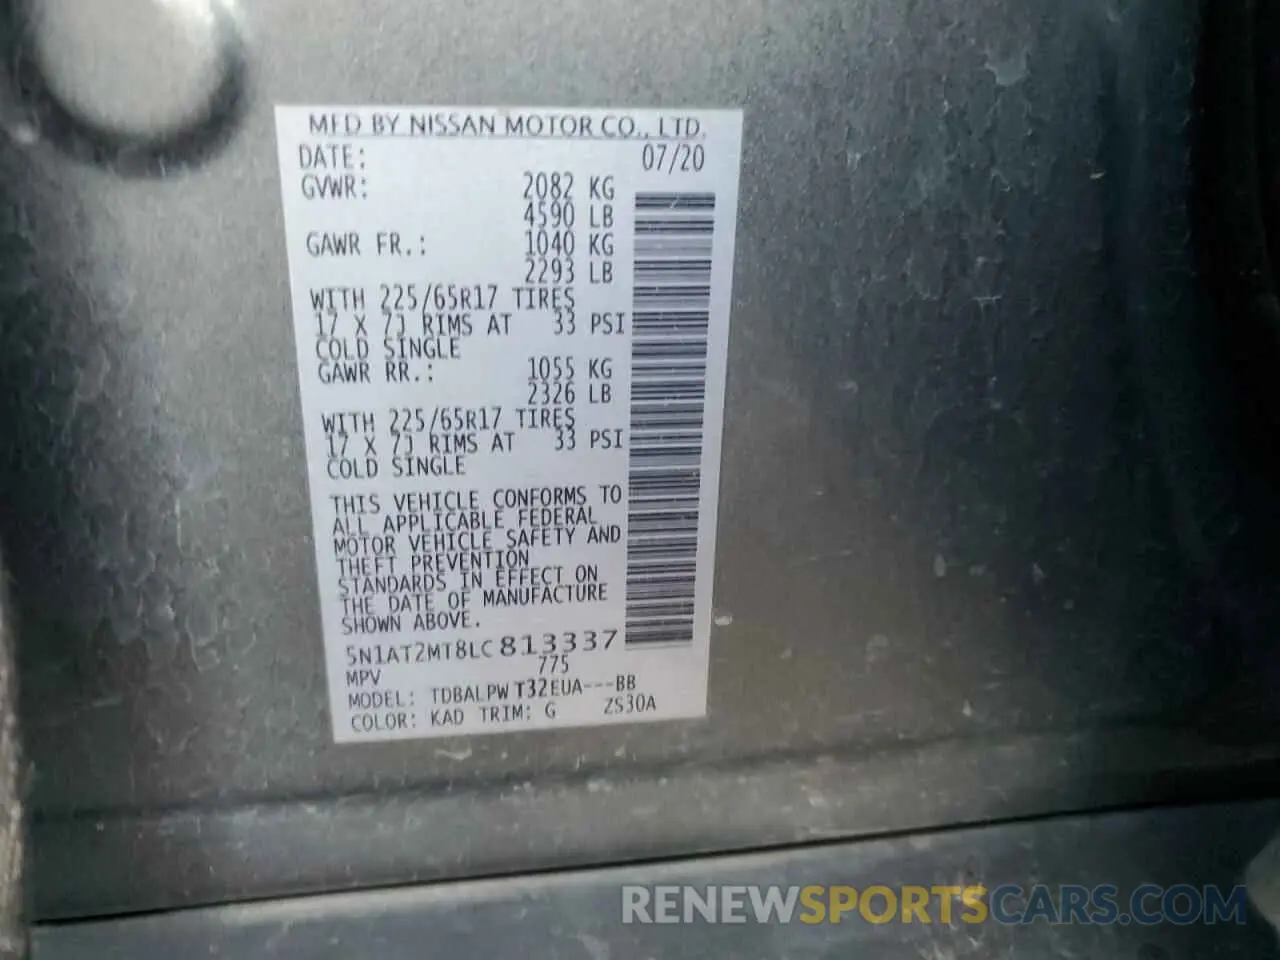 MFD BY NISSAN MOTOR CO., LTD.
DATE: 07/20
GVWR: 2082 KG
4590 LB
GAWR FR.: 1040 KG
2293 LB
WITH 225/65R17 TIRES
17 X 7J RIMS AT 33 PSI
COLD SINGLE
GAWR RR.: 1055 KG
2326 LB
WITH 225/65R17 TIRES
17 X 7J RIMS AT 33 PSI
COLD SINGLE
THIS VEHICLE CONFORMS TO
ALL APPLICABLE FEDERAL
MOTOR VEHICLE SAFETY AND
THEFT PREVENTION
STANDARDS IN EFFECT ON
THE DATE OF MANUFACTURE
SHOWN ABOVE.
5N1AT2MT8LC813337
MPV 775
MODEL: TDBALPW T32EUA---BB
COLOR: KAD TRIM: G ZS30A
RENEWSPORTSCARS.COM